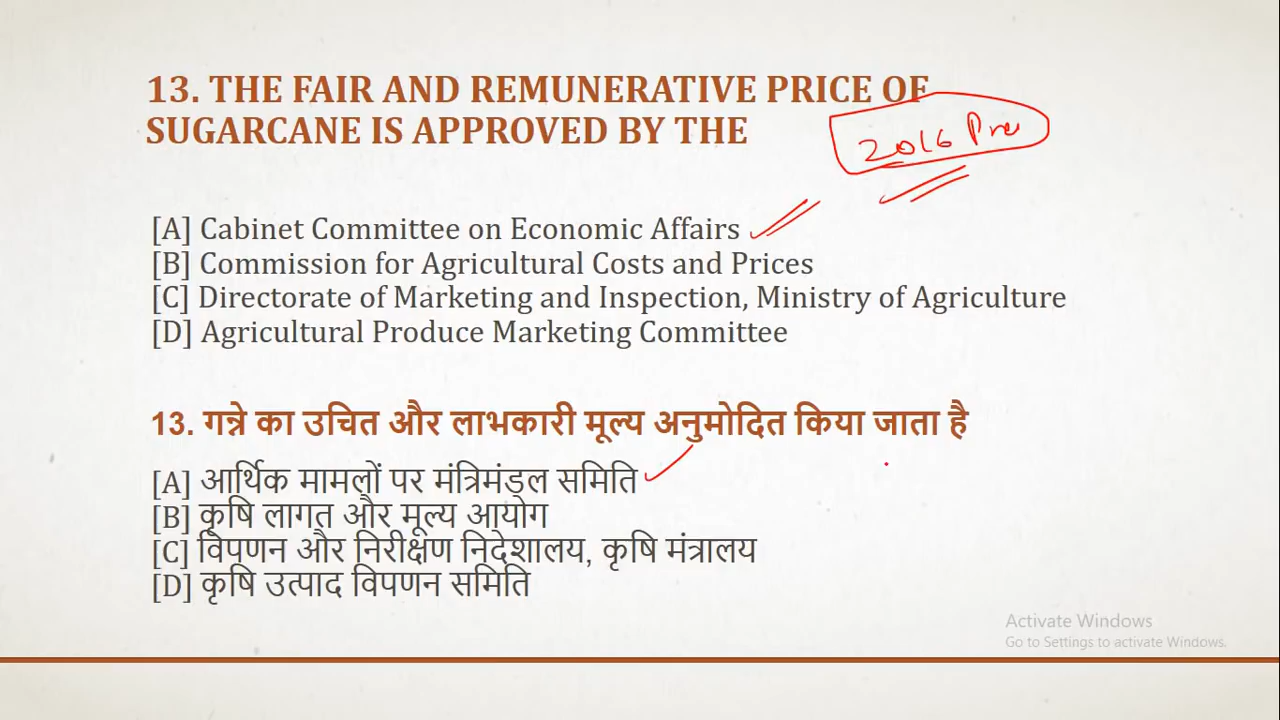 13. THE FAIR AND REMUNERATIVE PRICE OF
SUGARCANE IS APPROVED BY THE
2016 Pre
[A] Cabinet Committee on Economic Affairs
[B] Commission for Agricultural Costs and Prices
[C] Directorate of Marketing and Inspection, Ministry of Agriculture
[D] Agricultural Produce Marketing Committee
13. गन्ने का उचित और लाभकारी मूल्य अनुमोदित किया जाता है
[A] आर्थिक मामलों पर मंत्रिमंडल समिति
[B] कृषि लागत और मूल्य आयोग
[C] विपणन और निरीक्षण निदेशालय, कृषि मंत्रालय
[D] कृषि उत्पाद विपणन समिति
Activate Windows
Go to Settings to activate Windows.